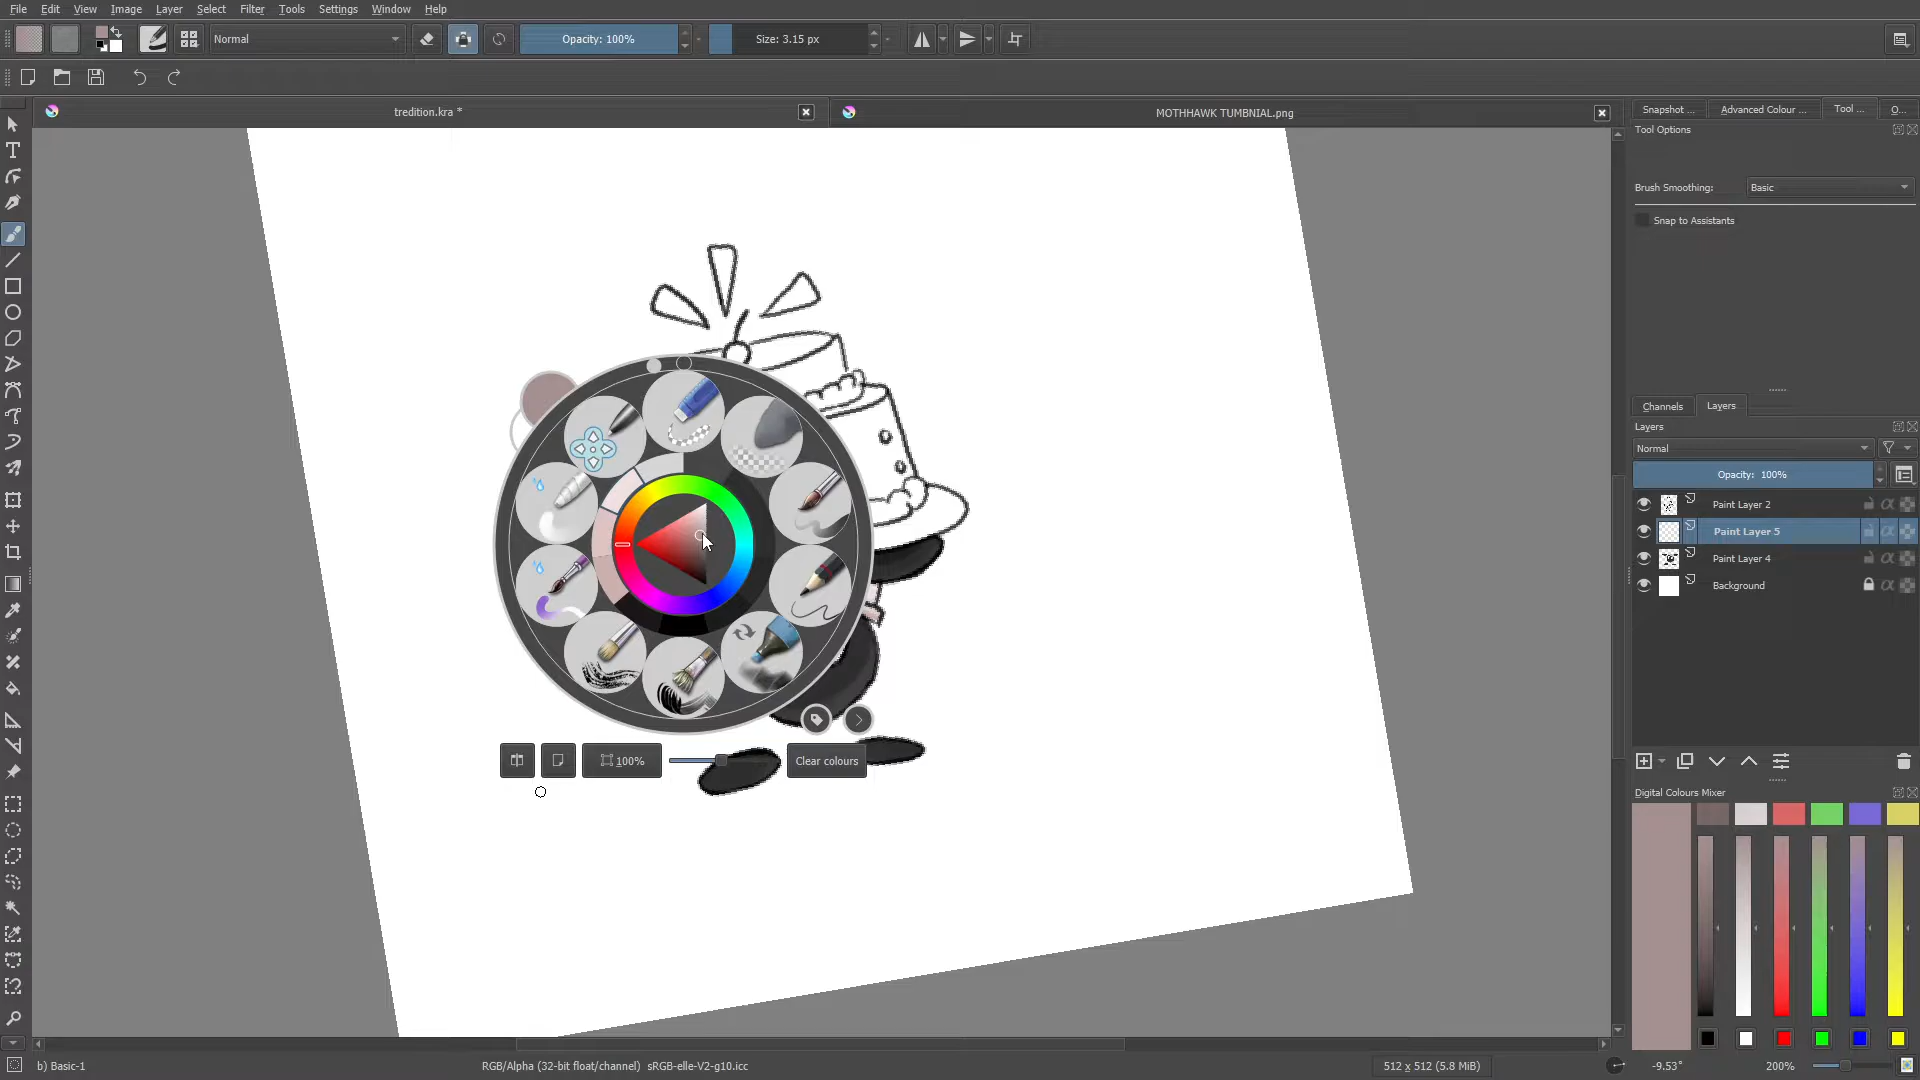 File Edit View Image Layer Select Filter Tools Settings Window Help
Normal
Opacity: 100%
Size: 3.15 px
tredition.kra *
MOTHHAWK TUMBNIAL.png
Snapshot ...
Advanced Colour ...
Tool ...
O...
Tool Options
Brush Smoothing:
Basic
Snap to Assistants
Channels
Layers
Layers
Normal
Opacity: 100%
Paint Layer 2
Paint Layer 5
Paint Layer 4
Background
100%
Clear colours
Digital Colours Mixer
b) Basic-1
RGB/Alpha (32-bit float/channel) sRGB-elle-V2-g10.icc
512 x 512 (5.8 MiB)
-9.53°
200%